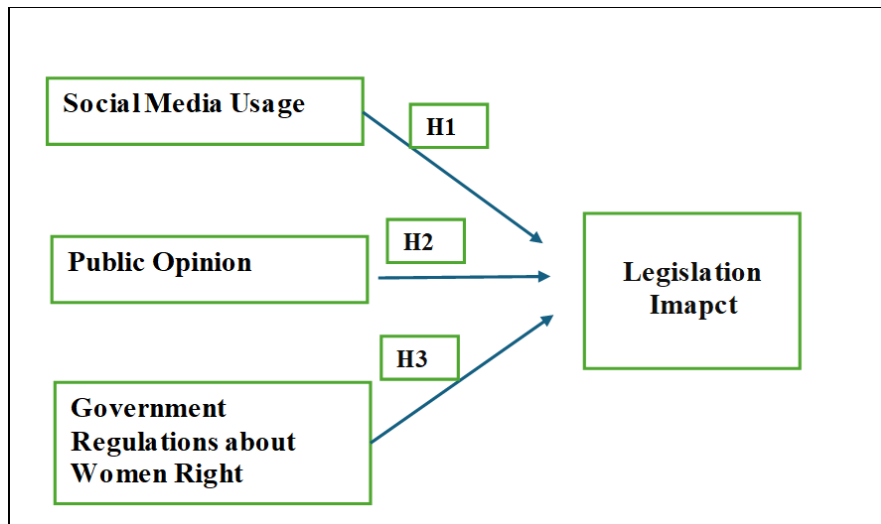 Social Media Usage
H1
Public Opinion
H2
Legislation
Imapct
H3
Government
Regulations about
Women Right